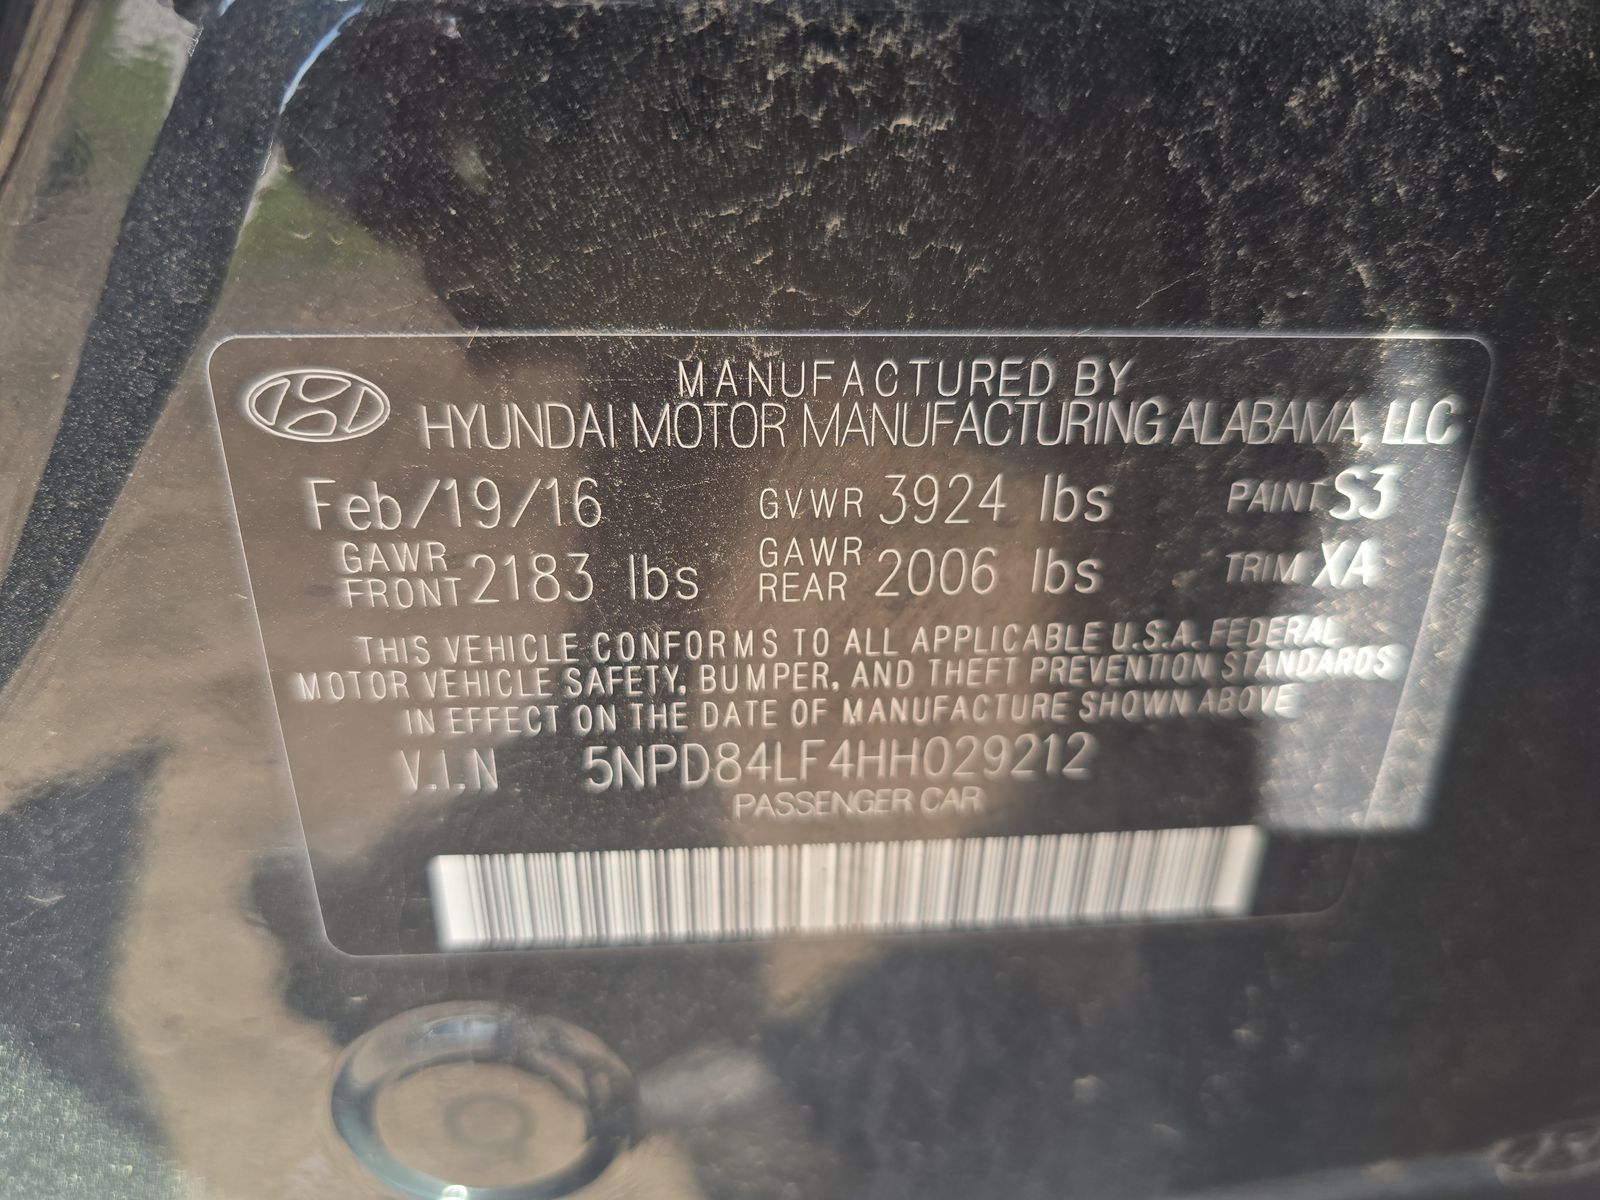 MANUFACTURED BY
HYUNDAI MOTOR MANUFACTURING ALABAMA, LLC
Feb/19/16 GVWR 3924 lbs PAINT S3
GAWR FRONT 2183 lbs GAWR REAR 2006 lbs TRIM XA
THIS VEHICLE CONFORMS TO ALL APPLICABLE U.S.A. FEDERAL
MOTOR VEHICLE SAFETY, BUMPER, AND THEFT PREVENTION STANDARDS
IN EFFECT ON THE DATE OF MANUFACTURE SHOWN ABOVE
V.I.N 5NPD84LF4HH029212
PASSENGER CAR